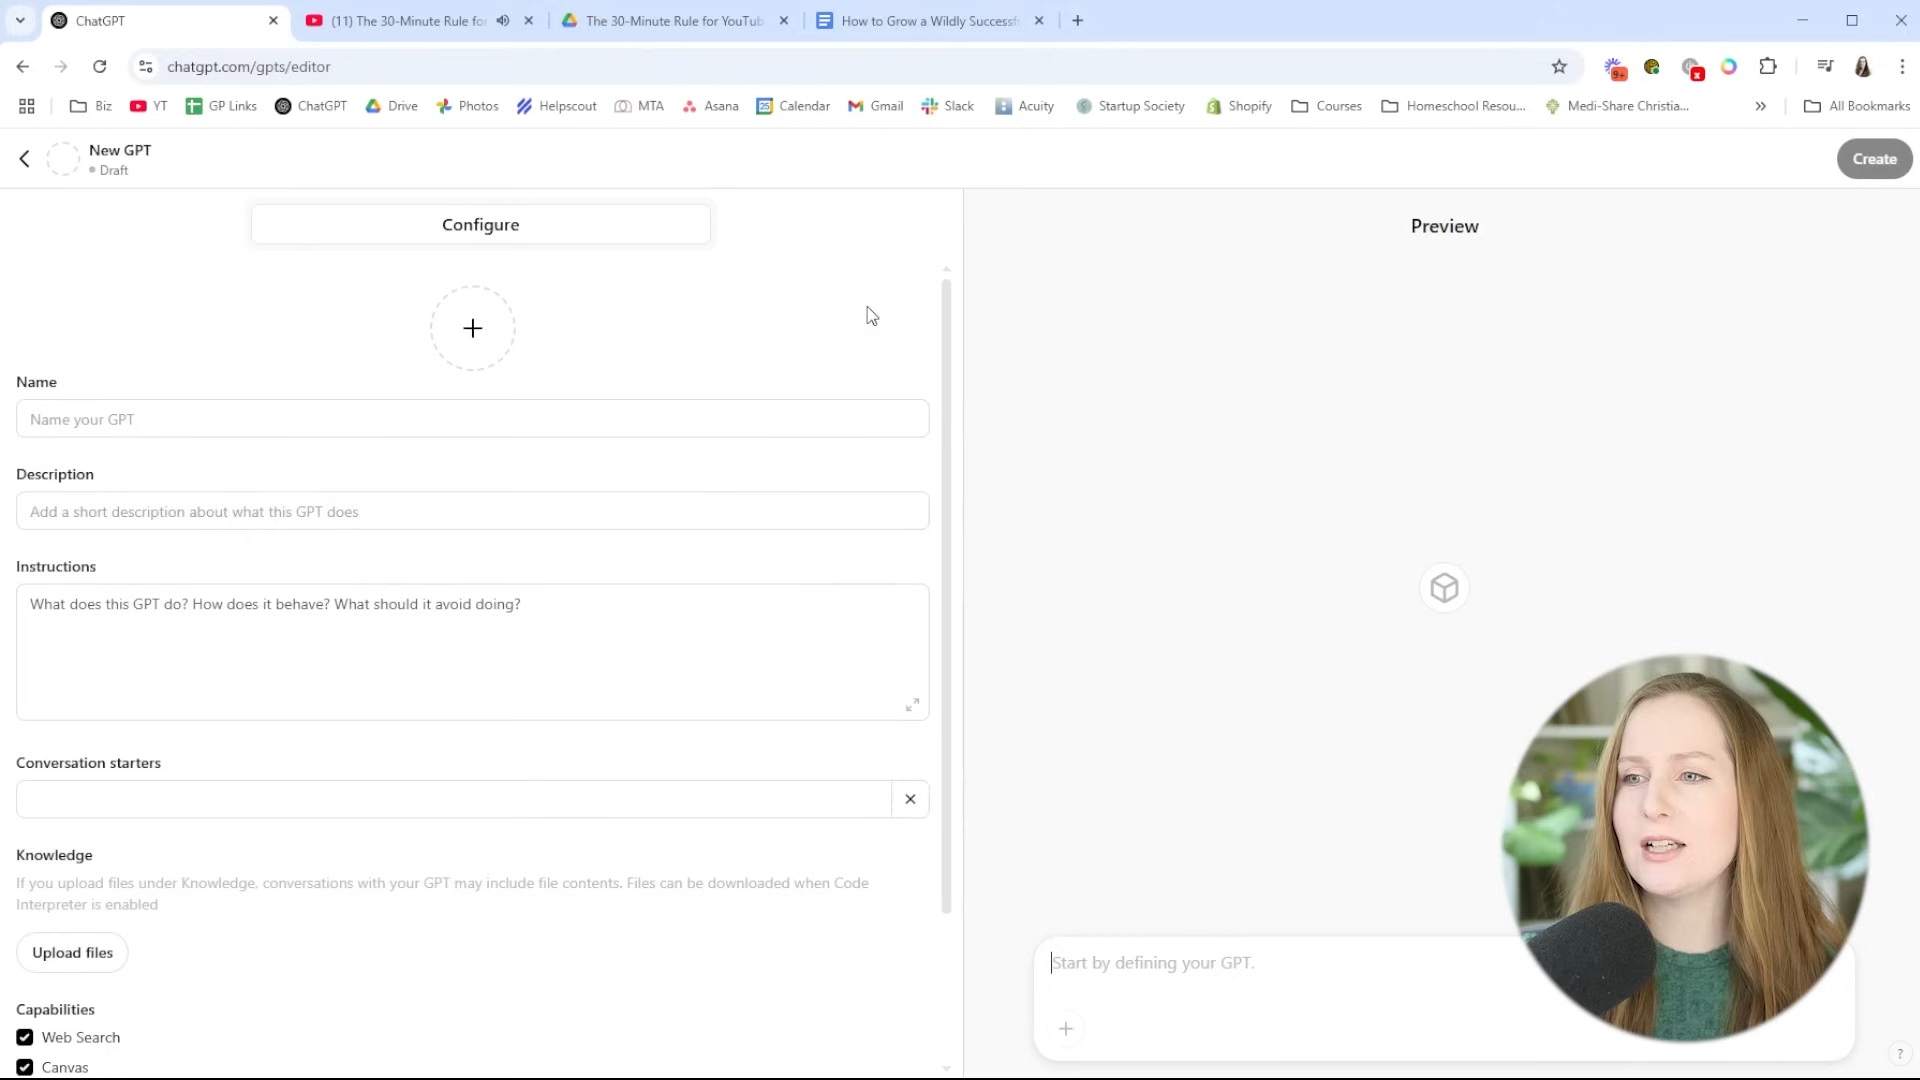 ChatGPT
(11) The 30-Minute Rule for
The 30-Minute Rule for YouTub
How to Grow a Wildly Successf
chatgpt.com/gpts/editor
9+
x
Biz
YT
GP Links
ChatGPT
Drive
Photos
Helpscout
MTA
Asana
25
Calendar
Gmail
Slack
Acuity
Startup Society
Shopify
Courses
Homeschool Resou...
Medi-Share Christia...
»
All Bookmarks
New GPT
Draft
Create
Configure
Preview
Name
Name your GPT
Description
Add a short description about what this GPT does
Instructions
What does this GPT do? How does it behave? What should it avoid doing?
Conversation starters
Knowledge
If you upload files under Knowledge, conversations with your GPT may include file contents. Files can be downloaded when Code
Interpreter is enabled
Upload files
Capabilities
Web Search
Canvas
Start by defining your GPT.
?